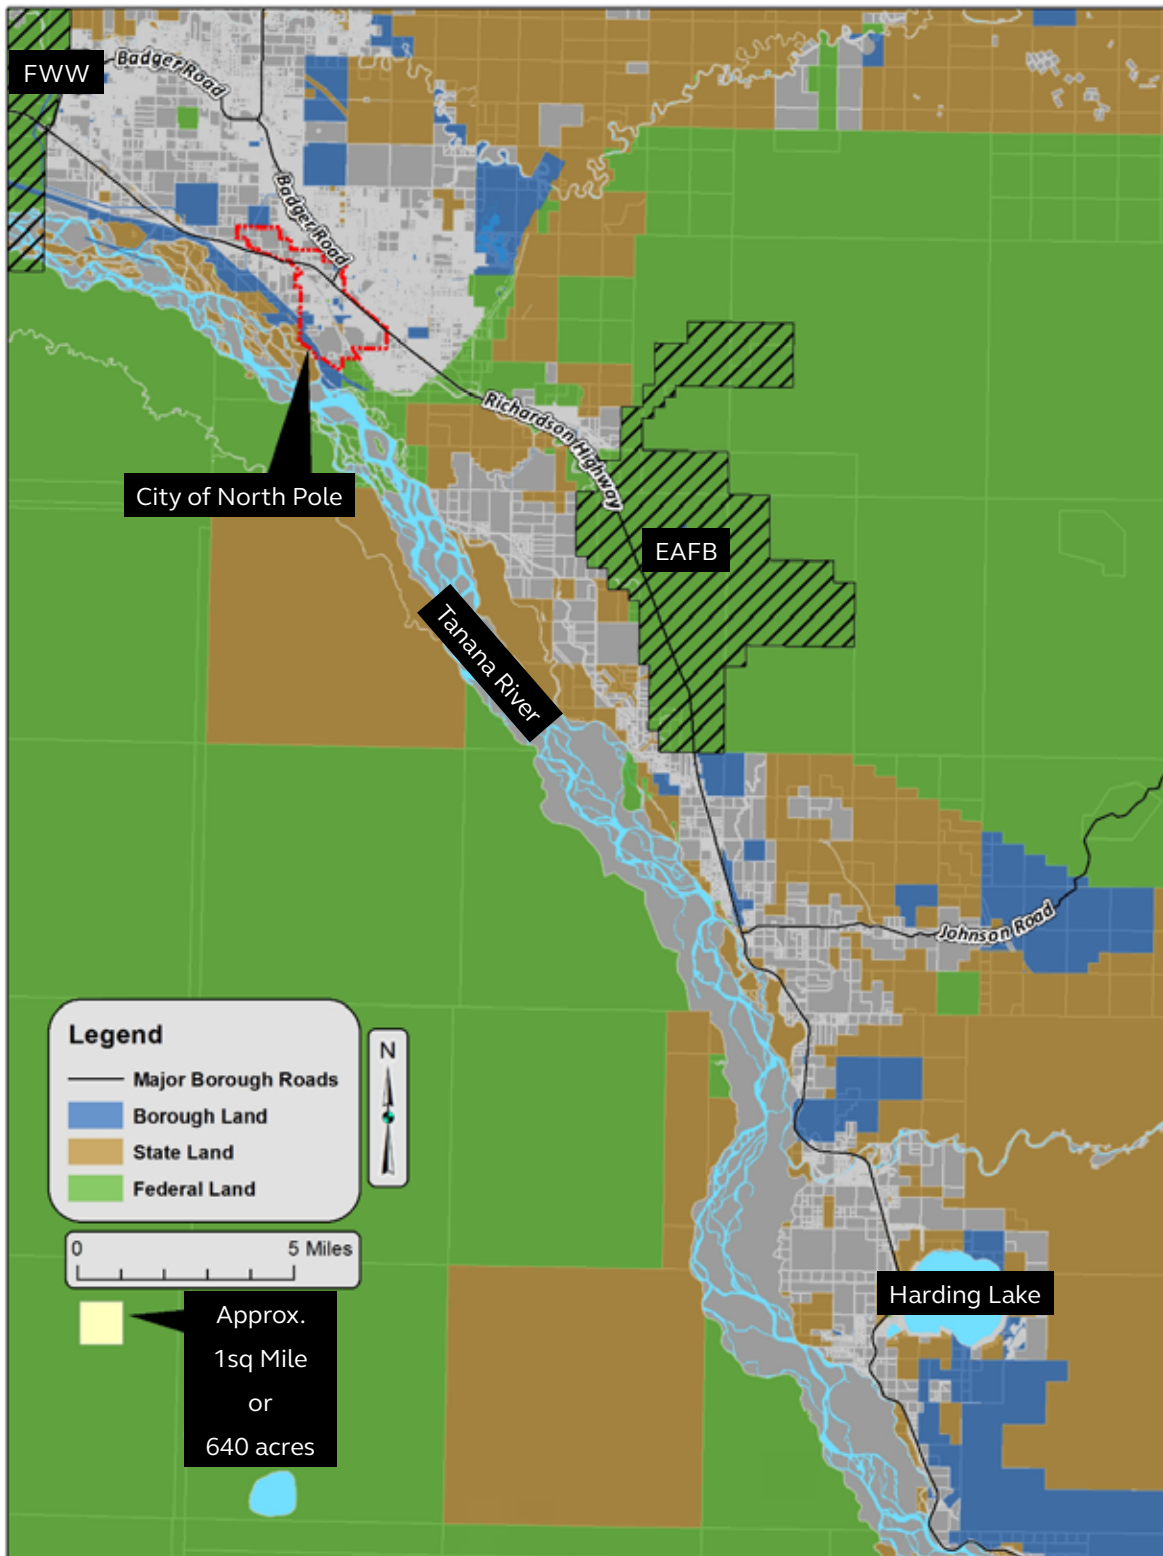 FWW
Badger Road
Badger Road
Richardson Highway
City of North Pole
EAFB
Tanana River
Johnson Road
Legend
Major Borough Roads
Borough Land
State Land
Federal Land
N
0 5 Miles
Approx.
1sq Mile
or
640 acres
Harding Lake